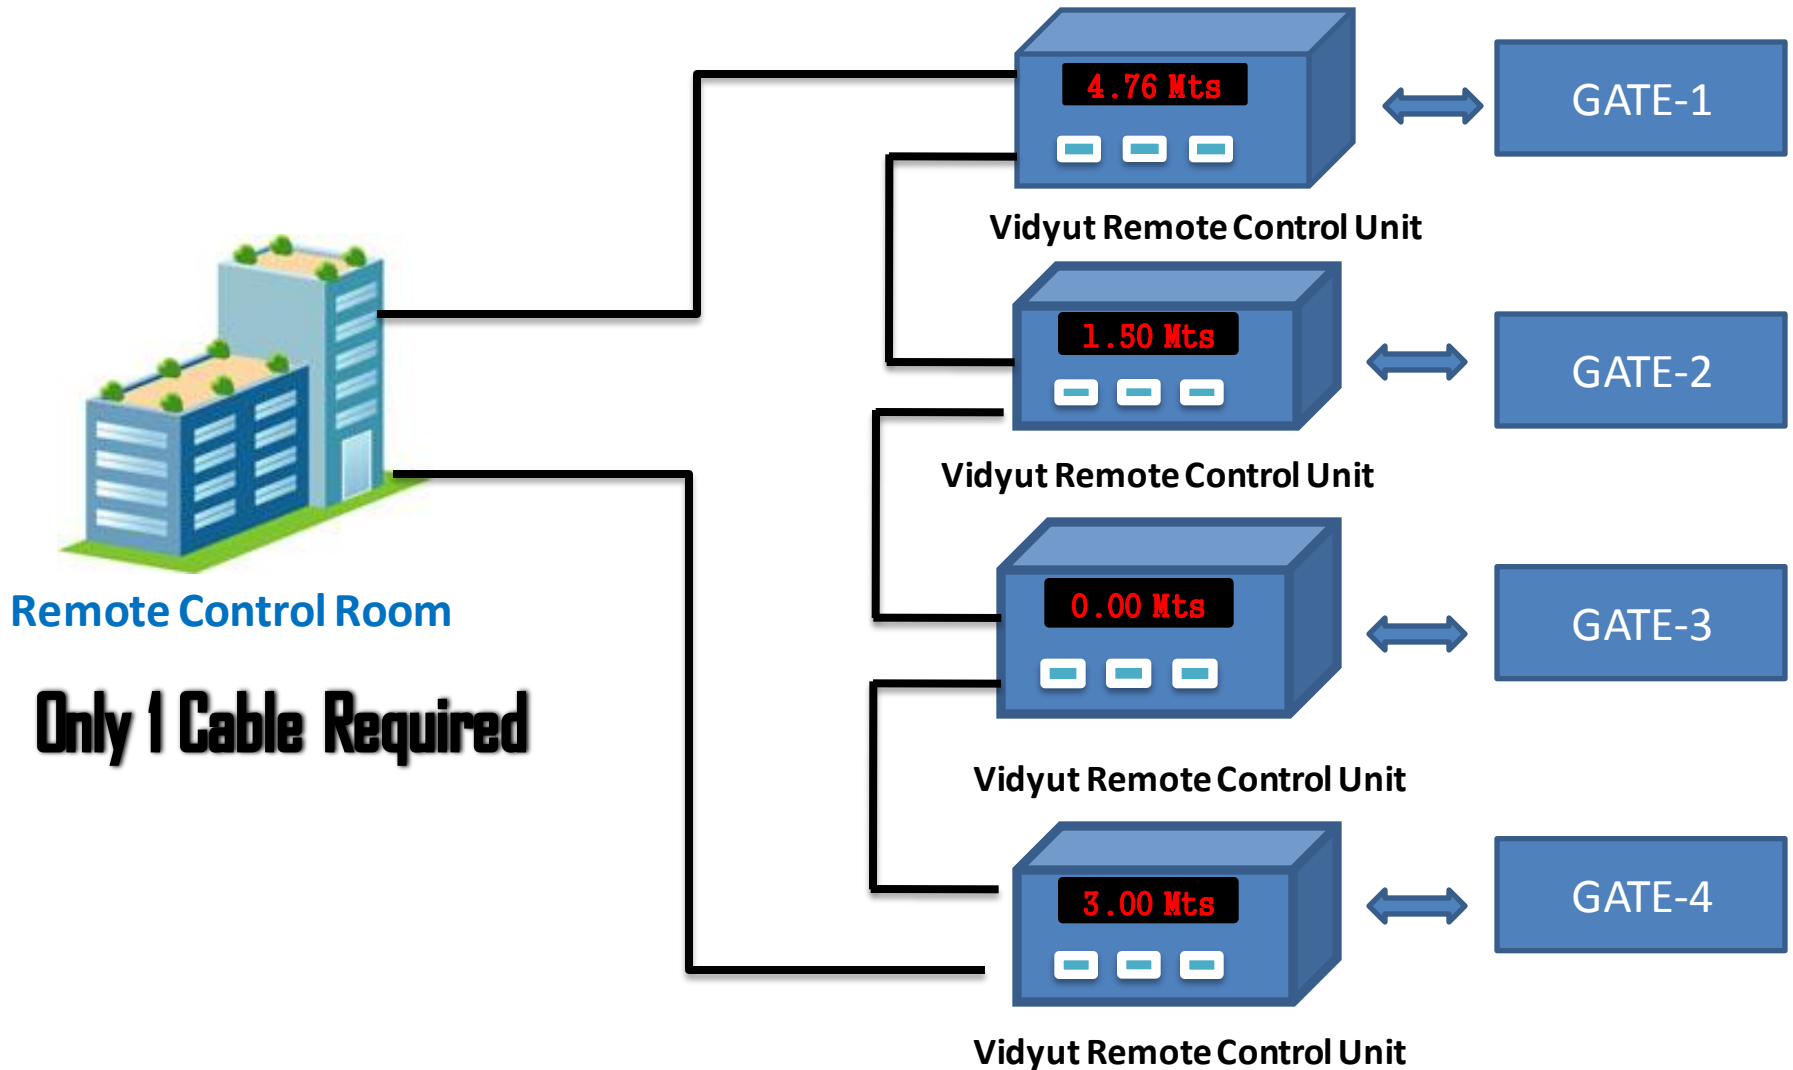 4.76 Mts
GATE-1
Vidyut Remote Control Unit
1.50 Mts
GATE-2
Vidyut Remote Control Unit
0.00 Mts
GATE-3
Remote Control Room
Only 1 Cable Required
Vidyut Remote Control Unit
3.00 Mts
GATE-4
Vidyut Remote Control Unit